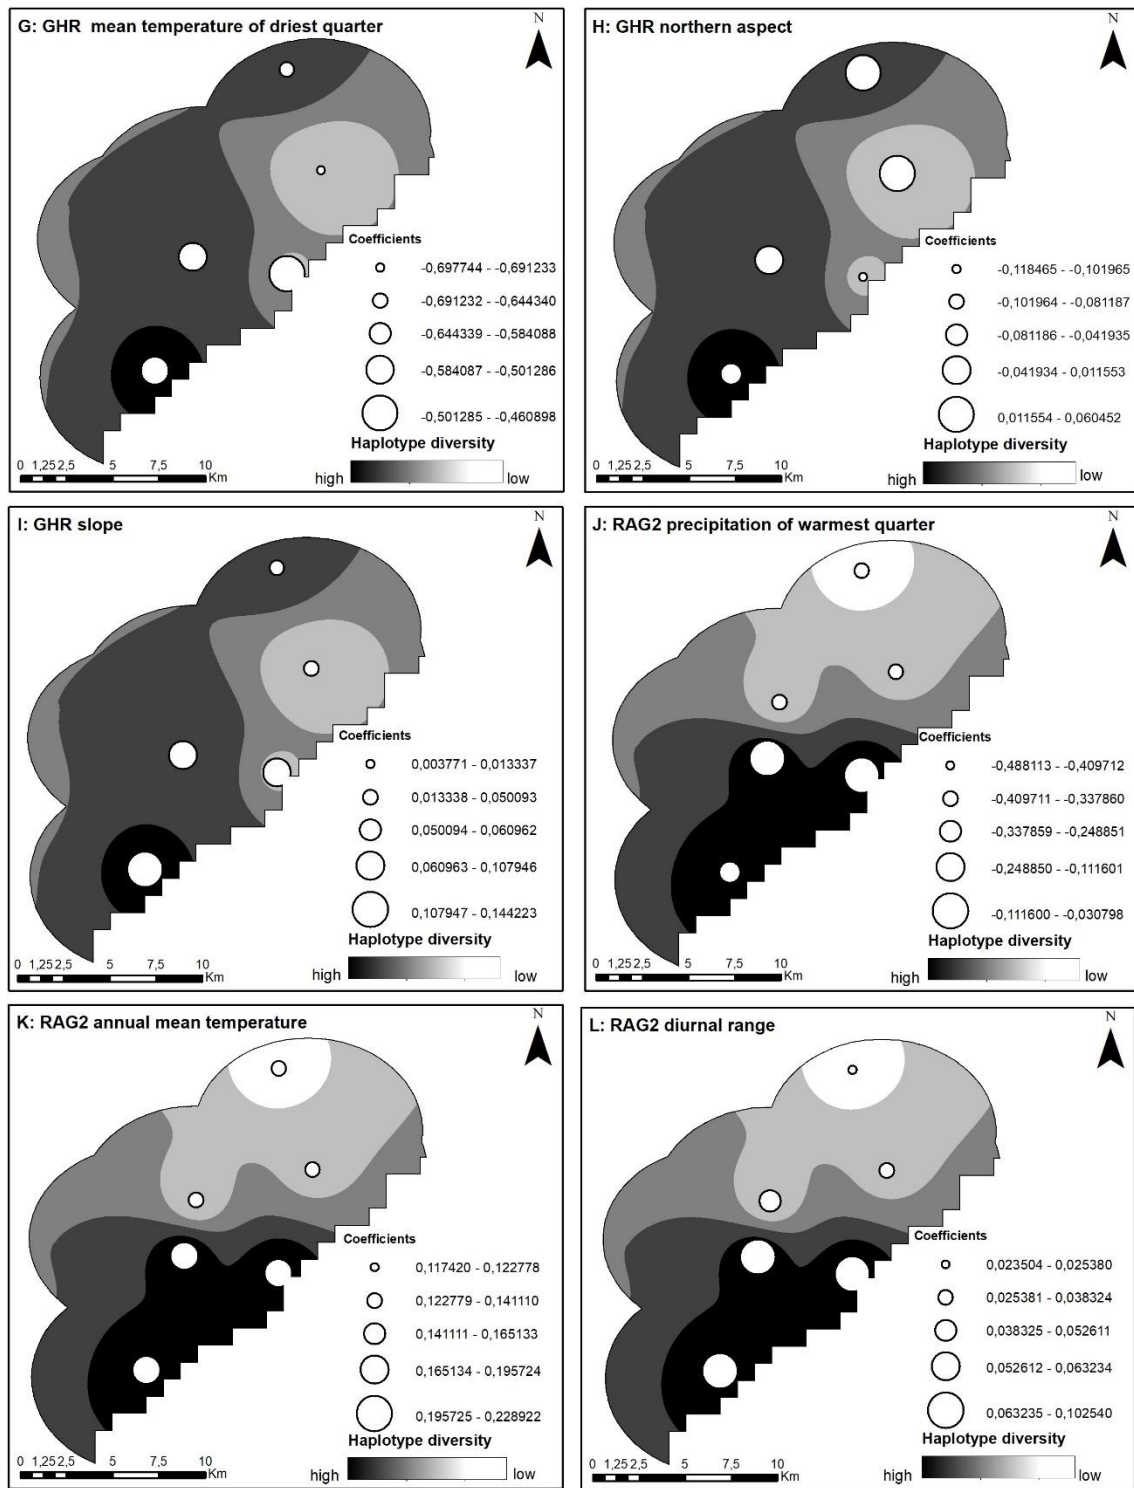 G: GHR mean temperature of driest quarter
N
Coefficients
-0,697744 - -0,691233
-0,691232 - -0,644340
-0,644339 - -0,584088
-0,584087 - -0,501286
-0,501285 - -0,460898
Haplotype diversity
high low
0 1,25 2,5 5 7,5 10
Km
H: GHR northern aspect
N
Coefficients
-0,118465 - -0,101965
-0,101964 - -0,081187
-0,081186 - -0,041935
-0,041934 - 0,011553
0,011554 - 0,060452
Haplotype diversity
high low
0 1,25 2,5 5 7,5 10
Km
I: GHR slope
N
Coefficients
0,003771 - 0,013337
0,013338 - 0,050093
0,050094 - 0,060962
0,060963 - 0,107946
0,107947 - 0,144223
Haplotype diversity
high low
0 1,25 2,5 5 7,5 10
Km
J: RAG2 precipitation of warmest quarter
N
Coefficients
-0,488113 - -0,409712
-0,409711 - -0,337860
-0,337859 - -0,248851
-0,248850 - -0,111601
-0,111600 - -0,030798
Haplotype diversity
high low
0 1,25 2,5 5 7,5 10
Km
K: RAG2 annual mean temperature
N
Coefficients
0,117420 - 0,122778
0,122779 - 0,141110
0,141111 - 0,165133
0,165134 - 0,195724
0,195725 - 0,228922
Haplotype diversity
high low
0 1,25 2,5 5 7,5 10
Km
L: RAG2 diurnal range
N
Coefficients
0,023504 - 0,025380
0,025381 - 0,038324
0,038325 - 0,052611
0,052612 - 0,063234
0,063235 - 0,102540
Haplotype diversity
high low
0 1,25 2,5 5 7,5 10
Km